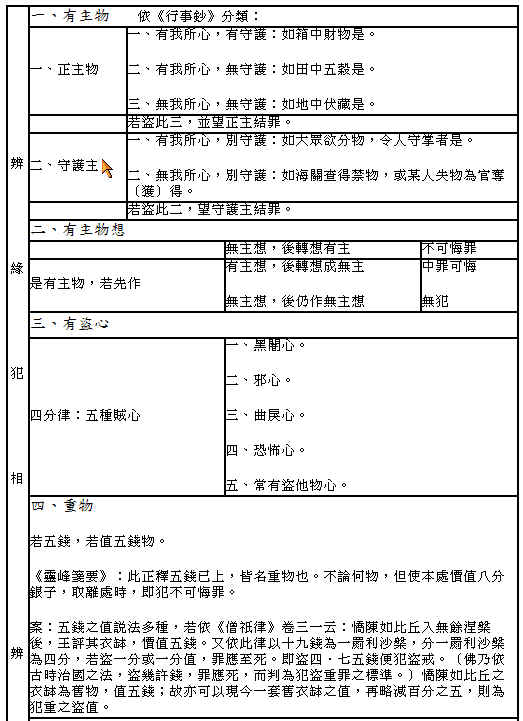 一、有主物　　依《行事鈔》分類：
一、正主物
一、有我所心，有守護：如箱中財物是。
二、有我所心，無守護：如田中五穀是。
三、無我所心，無守護：如地中伏藏是。
若盜此三，並望正主結罪。
二、守護主
一、有我所心，別守護：如大眾欲分物，令人守掌者是。
二、無我所心，別守護：如海關查得禁物，或某人失物為官奪
〔獲〕得。
若盜此二，望守護主結罪。
二、有主物想
是有主物，若先作
無主想，後轉想有主
不可悔罪
有主想，後轉想成無主
中罪可悔
無主想，後仍作無主想
無犯
三、有盜心
四分律：五種賊心
一、黑闇心。
二、邪心。
三、曲戾心。
四、恐怖心。
五、常有盜他物心。
四、重物
若五錢，若值五錢物。
《靈峰箋要》：此正釋五錢已上，皆名重物也。不論何物，但使本處價值八分
銀子，取離處時，即犯不可悔罪。
案：五錢之值說法多種，若依《僧祇律》卷三一云：憍陳如比丘入無餘涅槃
後，王評其衣缽，價值五錢。又依此律以十九錢為一罽利沙槃，分一罽利沙槃
為四分，若盜一分或一分值，罪應至死。即盜四．七五錢便犯盜戒。（佛乃依
古時治國之法，盜幾許錢，罪應死，而判為犯盜重罪之標準。）憍陳如比丘之
衣缽為舊物，值五錢；故亦可以現今一套舊衣缽之值，再略減百分之五，則為
犯重之盜值。
辨
緣
犯
相
辨